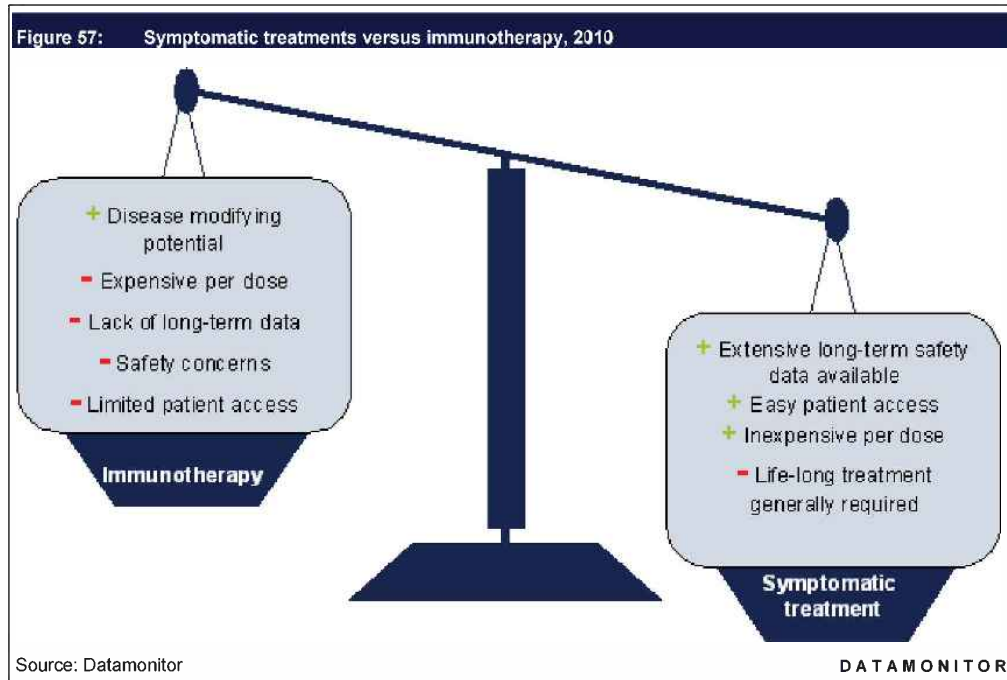 Figure 57: Symptomatic treatments versus immunotherapy, 2010
+ Disease modifying
potential
- Expensive per dose
- Lack of long-term data
- Safety concerns
- Limited patient access
Immunotherapy
+ Extensive long-term safety
data available
+ Easy patient access
+ Inexpensive per dose
- Life-long treatment
generally required
Symptomatic
treatment
Source: Datamonitor
DATAMONITOR